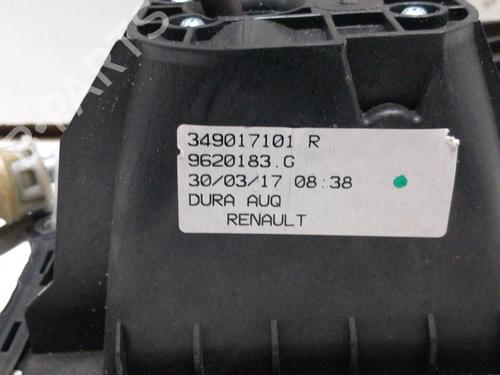 349017101 R
9620183.G
30/03/17 08:38
DURA AUQ
RENAULT